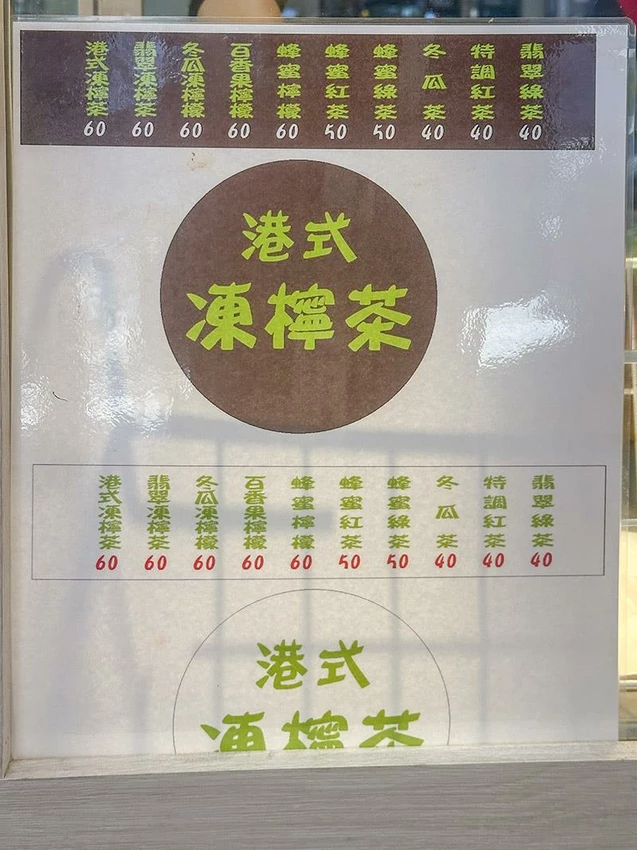 港式凍檸茶 60
翡翠凍檸茶 60
冬瓜凍檸檬 60
百香果檸檬 60
蜂蜜檸檬 60
蜂蜜紅茶 50
蜂蜜綠茶 50
冬瓜茶 40
特調紅茶 40
翡翠綠茶 40
港式
凍檸茶
港式凍檸茶 60
翡翠凍檸茶 60
冬瓜凍檸檬 60
百香果檸檬 60
蜂蜜檸檬 60
蜂蜜紅茶 50
蜂蜜綠茶 50
冬瓜茶 40
特調紅茶 40
翡翠綠茶 40
港式
凍檸茶